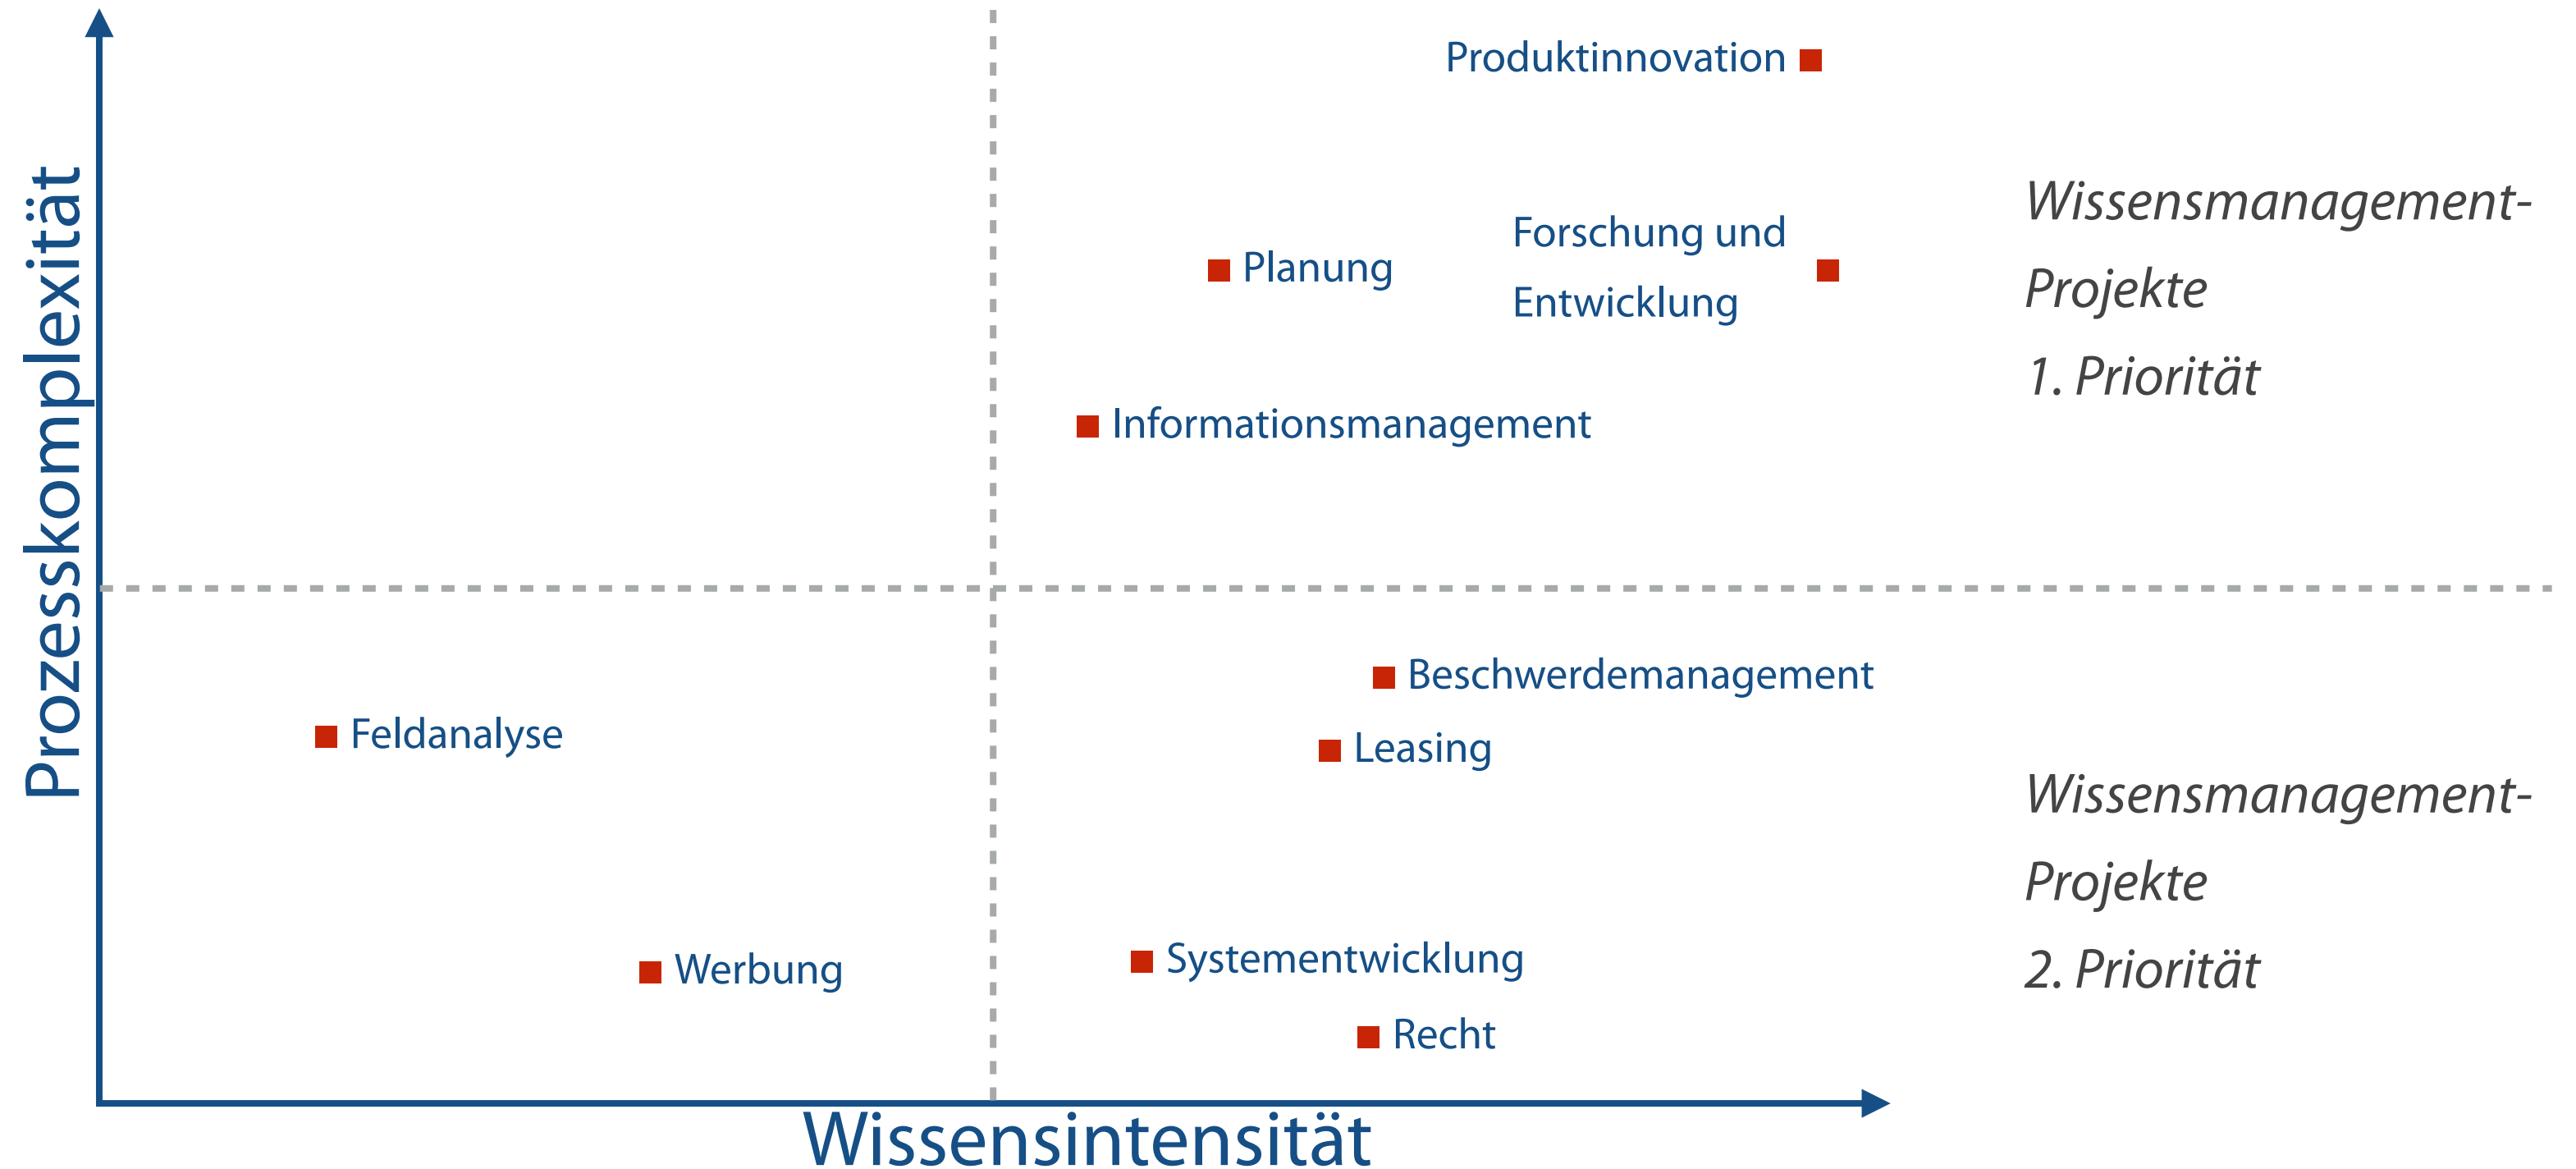 Prozesskomplexität
Produktinnovation
Forschung und
Entwicklung
Planung
Informationsmanagement
Wissensmanagement-
Projekte
1. Priorität
Beschwerdemanagement
Feldanalyse
Leasing
Werbung
Systementwicklung
Recht
Wissensmanagement-
Projekte
2. Priorität
Wissensintensität